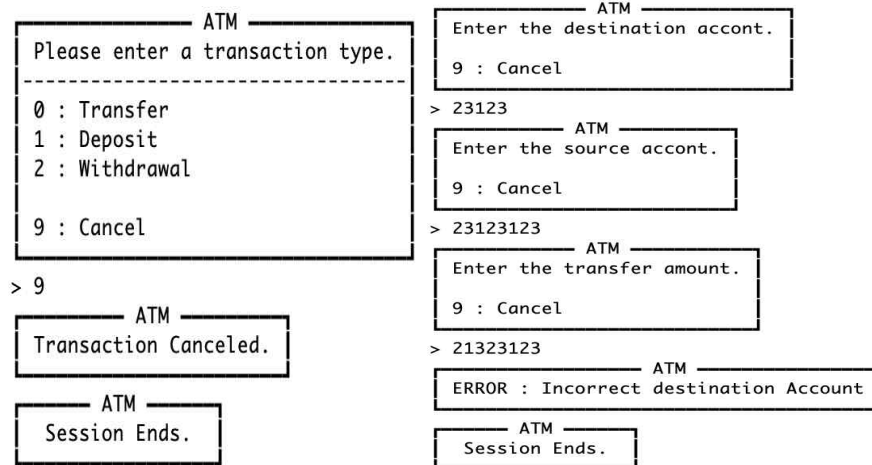 ATM
Please enter a transaction type.
0 : Transfer
1 : Deposit
2 : Withdrawal
9 : Cancel
> 9
ATM
Transaction Canceled.
ATM
Session Ends.
ATM
Enter the destination accont.
9 : Cancel
> 23123
ATM
Enter the source accont.
9 : Cancel
> 23123123
ATM
Enter the transfer amount.
9 : Cancel
> 21323123
ATM
ERROR : Incorrect destination Account
ATM
Session Ends.